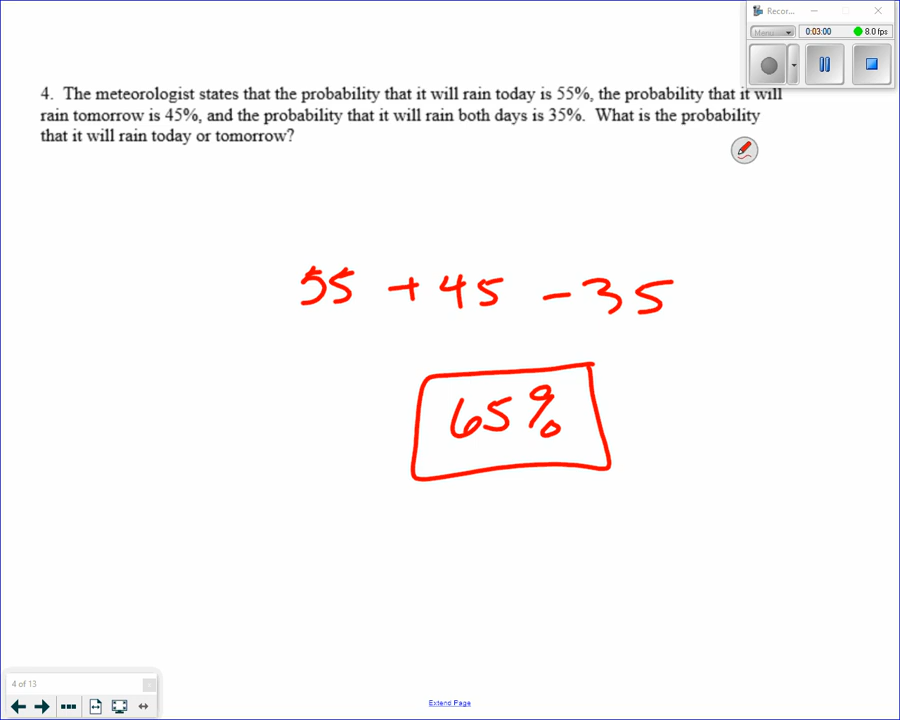 Recor...
Menu
0:03:00
8.0 fps
4. The meteorologist states that the probability that it will rain today is 55%, the probability that it will
rain tomorrow is 45%, and the probability that it will rain both days is 35%. What is the probability
that it will rain today or tomorrow?
55 + 45 - 35
65%
4 of 13
Extend Page